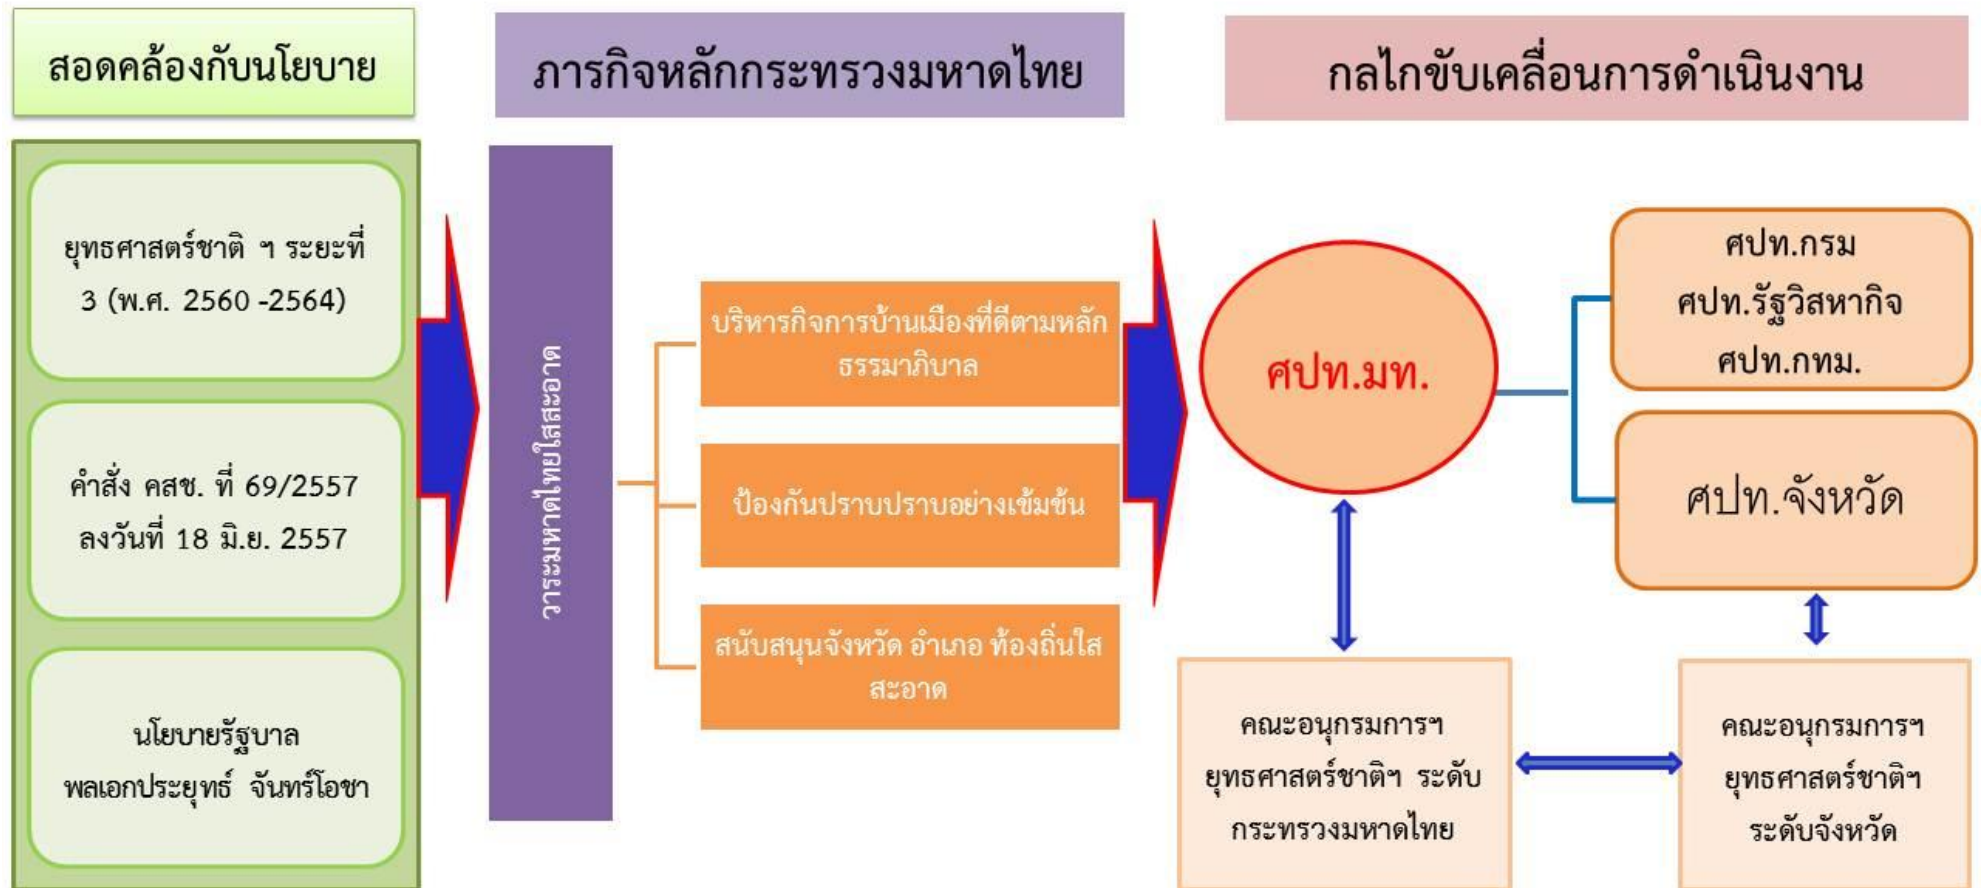 สอดคล้องกับนโยบาย
ยุทธศาสตร์ชาติ ฯ ระยะที่
3 (พ.ศ. 2560 -2564)
คำสั่ง คสช. ที่ 69/2557
ลงวันที่ 18 มิ.ย. 2557
นโยบายรัฐบาล
พลเอกประยุทธ์ จันทร์โอชา
ภารกิจหลักกระทรวงมหาดไทย
วาระมหาดไทยใสสะอาด
บริหารกิจการบ้านเมืองที่ดีตามหลัก
ธรรมาภิบาล
ป้องกันปราบปราบอย่างเข้มข้น
สนับสนุนจังหวัด อำเภอ ท้องถิ่นใส
สะอาด
กลไกขับเคลื่อนการดำเนินงาน
ศปท.มท.
ศปท.กรม
ศปท.รัฐวิสหากิจ
ศปท.กทม.
ศปท.จังหวัด
คณะอนุกรมการฯ
ยุทธศาสตร์ชาติฯ ระดับ
กระทรวงมหาดไทย
คณะอนุกรมการฯ
ยุทธศาสตร์ชาติฯ
ระดับจังหวัด